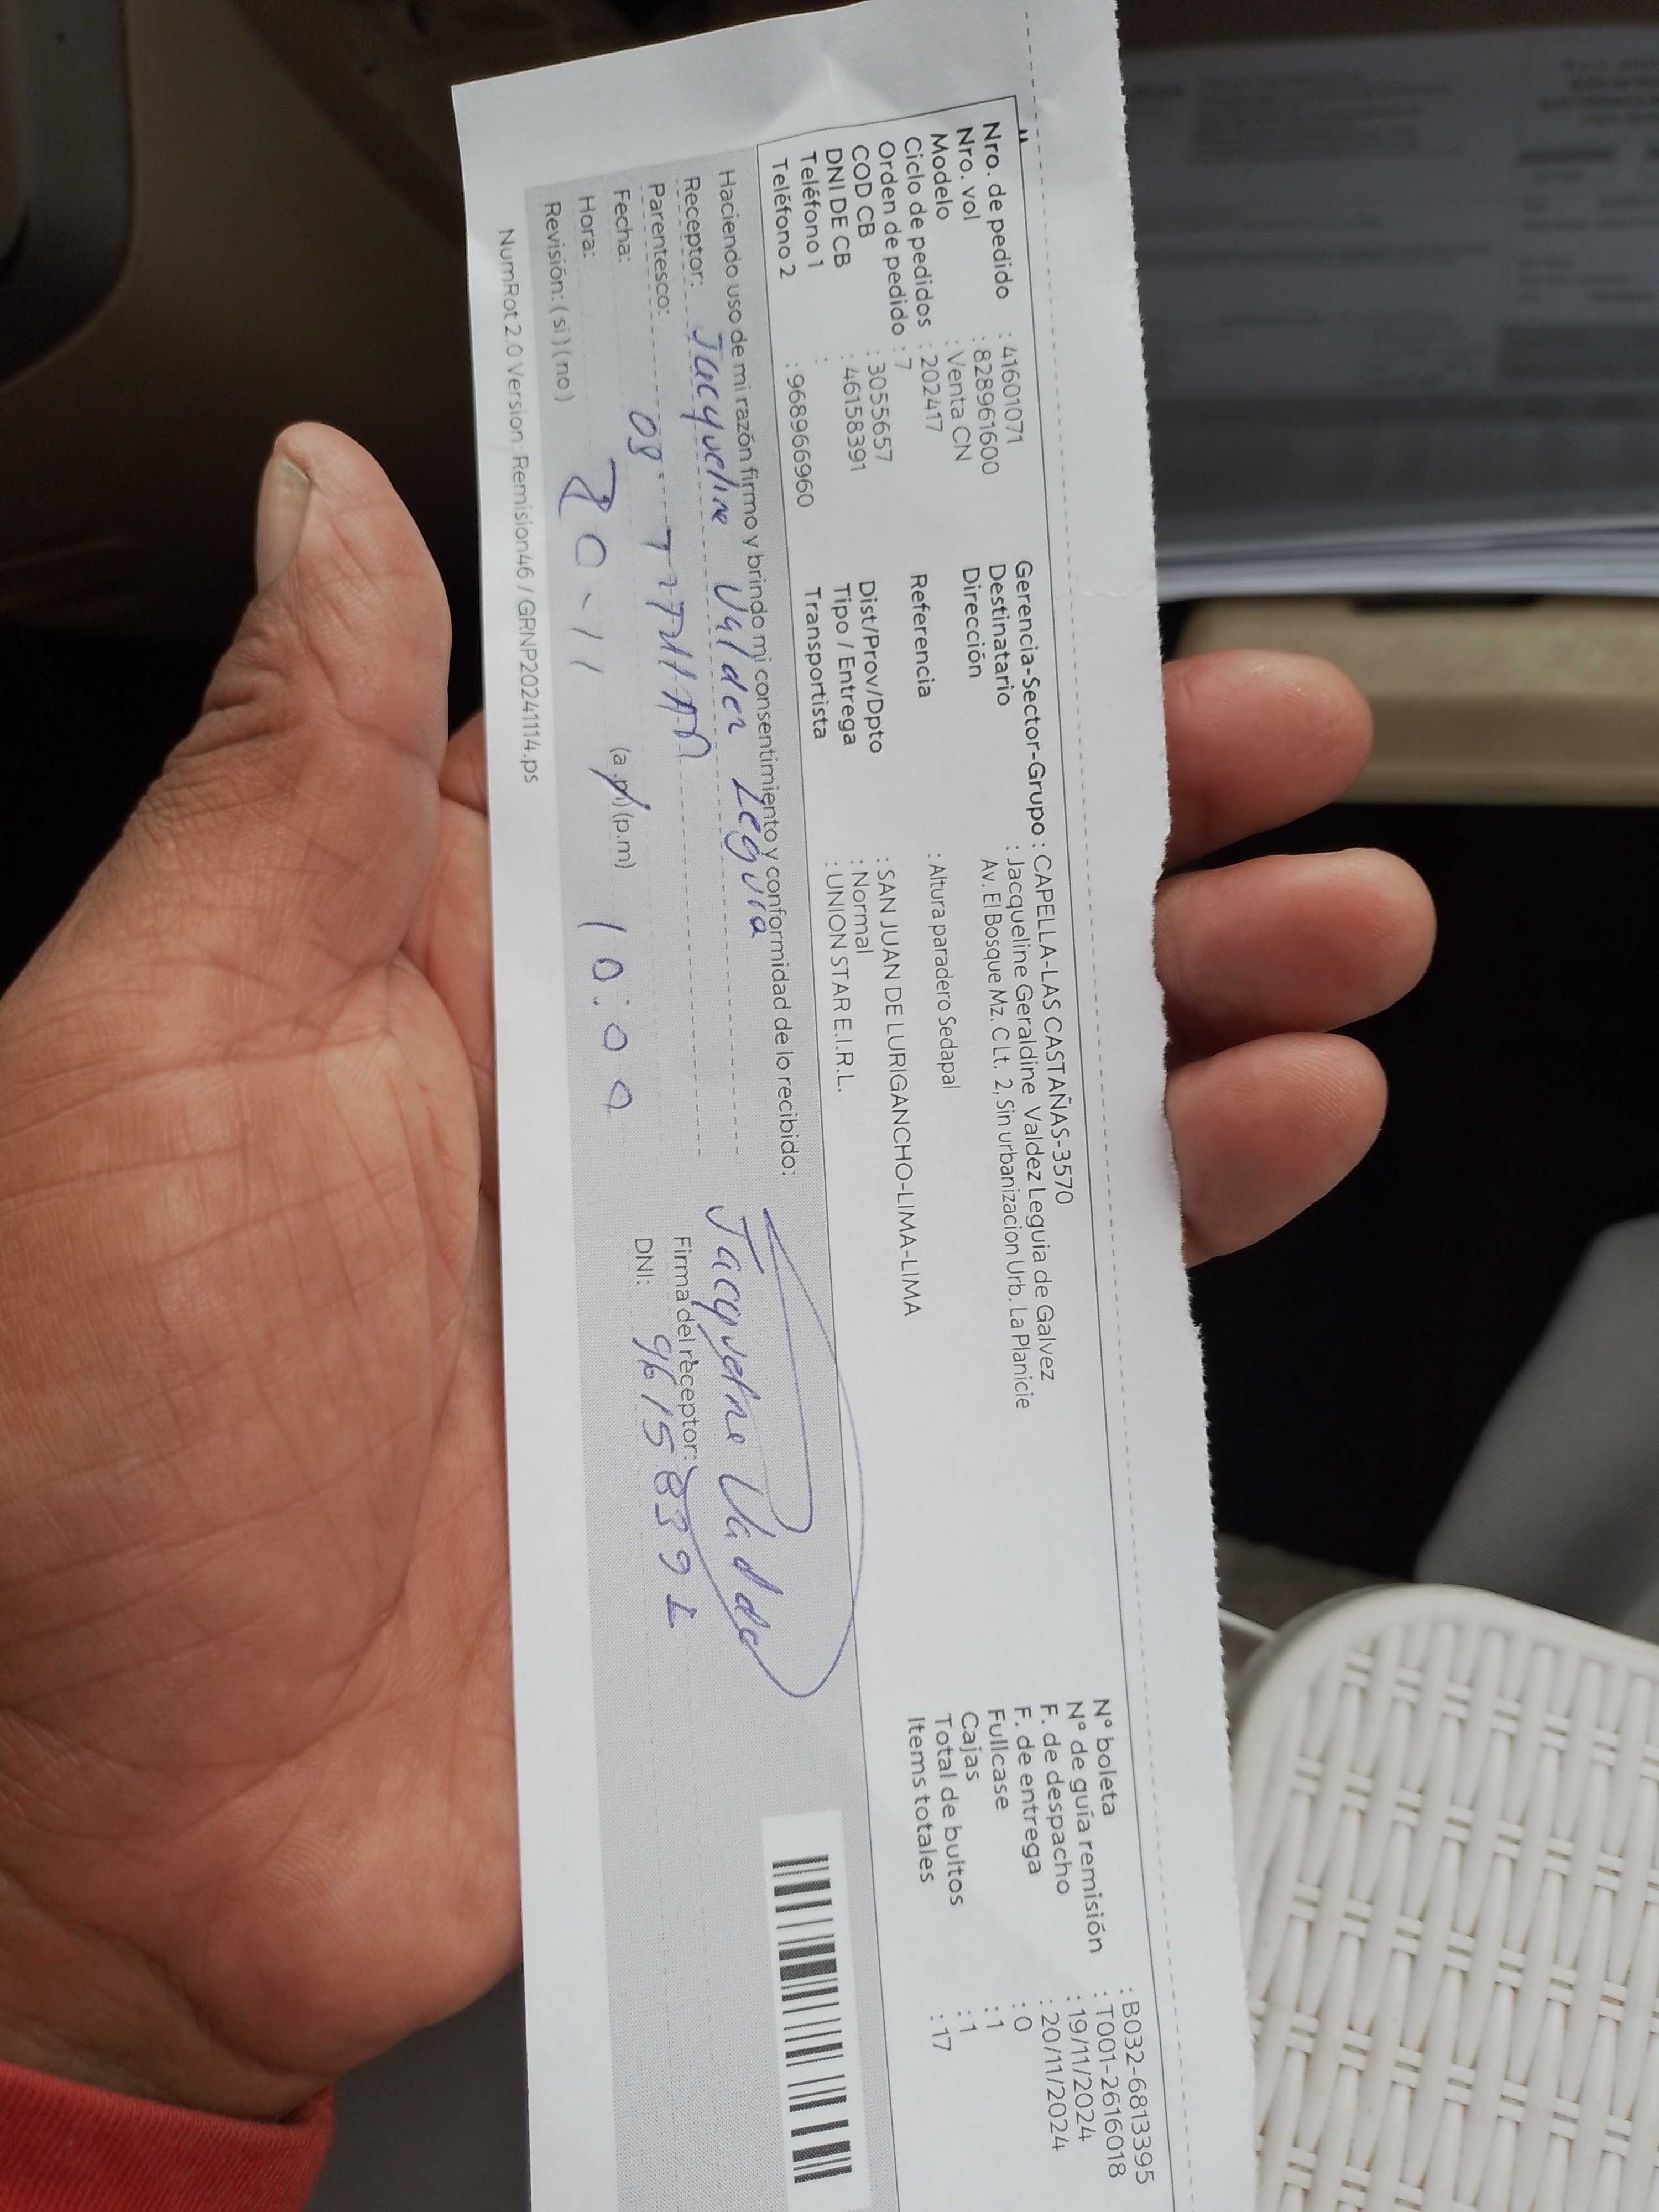 Nro. de pedido : 41601071
Nro. vol : 828961600
Modelo : Venta CN
Ciclo de pedidos : 202417
Orden de pedido : 7
COD CB : 3055657
DNI DE CB : 46158391
Teléfono 1 :
Teléfono 2 : 968966960
Gerencia-Sector-Grupo : CAPELLA-LAS CASTAÑAS-3570
Destinatario : Jacqueline Geraldine Valdez Leguia de Galvez
Dirección Av. El Bosque Mz. C Lt. 2, Sin urbanizacion Urb. La Planicie
Referencia : Altura paradero Sedapal
Dist/Prov/Dpto : SAN JUAN DE LURIGANCHO-LIMA-LIMA
Tipo / Entrega : Normal
Transportista : UNION STAR E.I.R.L.
N° boleta : B032-6813395
N° de guía remisión : T001-2616018
F. de despacho : 19/11/2024
F. de entrega : 20/11/2024
Fullcase : 0
Cajas : 1
Total de bultos : 1
Items totales : 17
Haciendo uso de mi razón firmo y brindo mi consentimiento y conformidad de lo recibido:
Receptor: Jacqueline Valdez Leguia
Parentesco:
Fecha: 20-11
Hora: (a.m) (p.m) 10:09
Revisión: (si) (no)
Jacqueline Valdez
Firma del receptor:
DNI: 46158391
NumRot 2.0 Version. Remision46 / GRNP20241114.ps